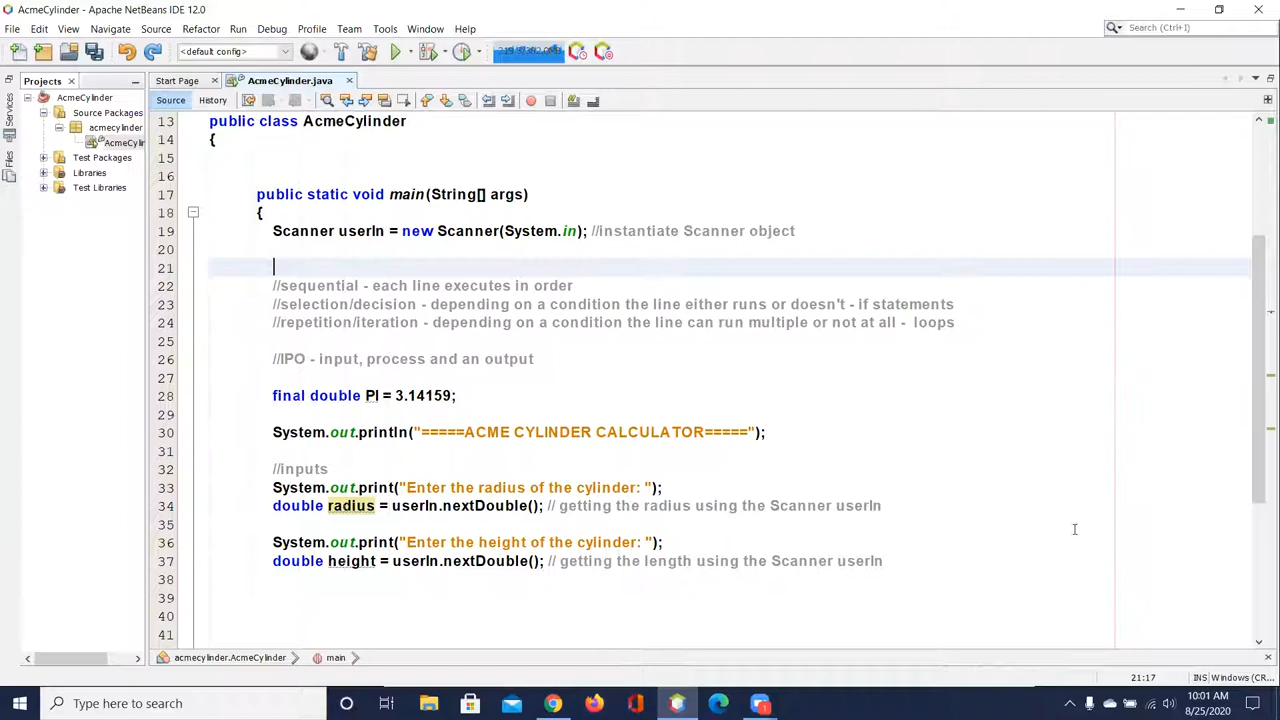 AcmeCylinder - Apache NetBeans IDE 12.0
File Edit View Navigate Source Refactor Run Debug Profile Team Tools Window Help
Search (Ctrl+I)
<default config>
Projects
Start Page
AcmeCylinder.java
Services
Files
AcmeCylinder
Source Packages
acmecylinder
AcmeCylin
Test Packages
Libraries
Test Libraries
Source History
13 public class AcmeCylinder
14 {
15
16
17 public static void main(String[] args)
18 {
19 Scanner userIn = new Scanner(System.in); //instantiate Scanner object
20
21
22 //sequential - each line executes in order
23 //selection/decision - depending on a condition the line either runs or doesn't - if statements
24 //repetition/iteration - depending on a condition the line can run multiple or not at all - loops
25
26 //IPO - input, process and an output
27
28 final double PI = 3.14159;
29
30 System.out.println("=====ACME CYLINDER CALCULATOR=====");
31
32 //inputs
33 System.out.print("Enter the radius of the cylinder: ");
34 double radius = userIn.nextDouble(); // getting the radius using the Scanner userIn
35
36 System.out.print("Enter the height of the cylinder: ");
37 double height = userIn.nextDouble(); // getting the length using the Scanner userIn
38
39
40
41
acmecylinder.AcmeCylinder
main
21:17
INS
Windows (CR...
Type here to search
10:01 AM
8/25/2020